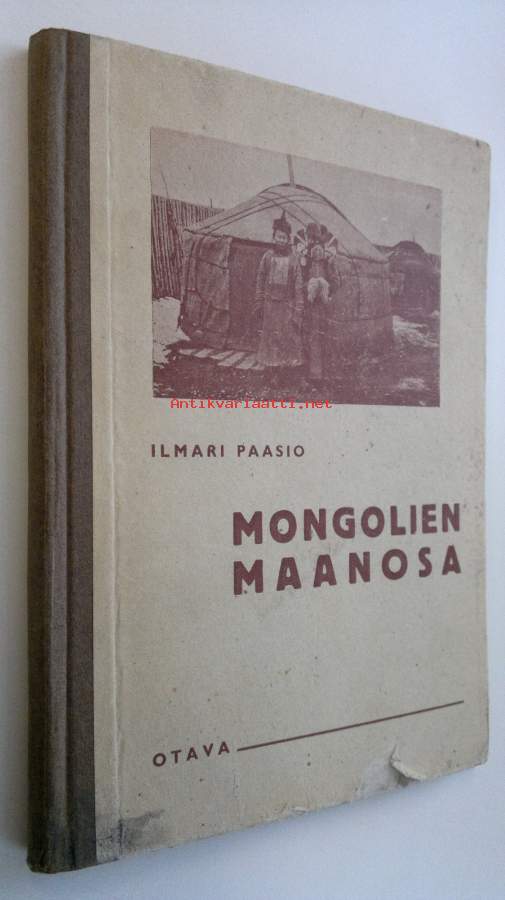 Antikvariaatti.net
ILMARI PAASIO
MONGOLIEN
MAANOSA
OTAVA